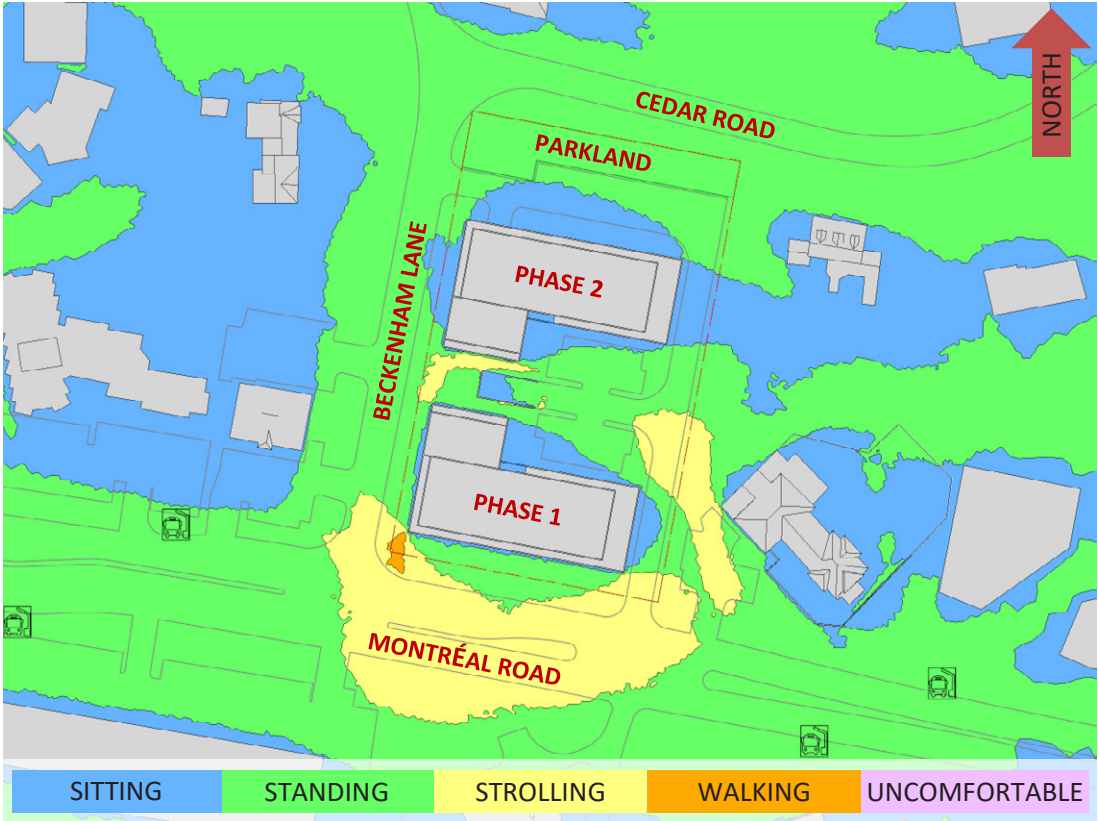 NORTH
CEDAR ROAD
PARKLAND
BECKENHAM LANE
PHASE 2
PHASE 1
MONTRÉAL ROAD
SITTING
STANDING
STROLLING
WALKING
UNCOMFORTABLE